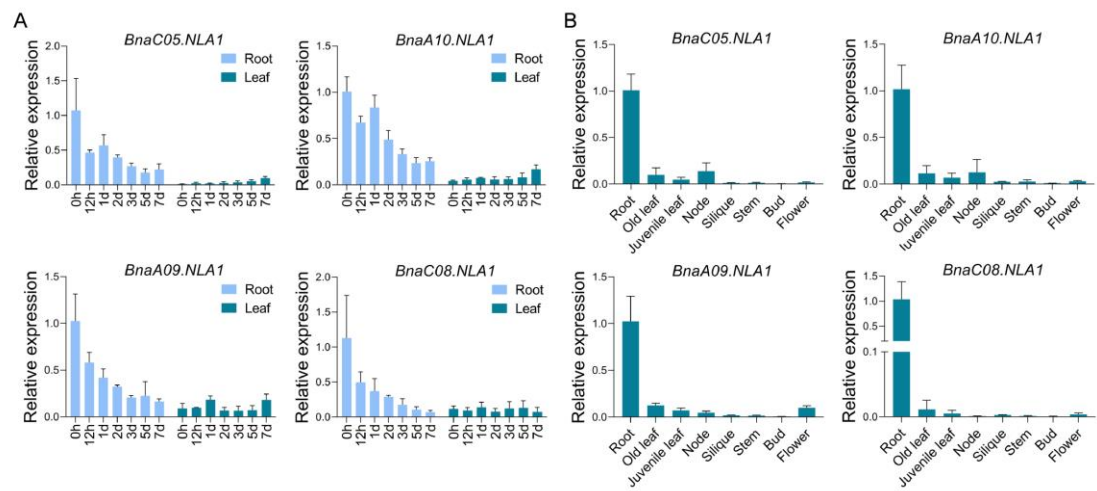 A
B
BnaC05.NLA1
Relative expression
2.0
1.5
1.0
0.5
0.0
Root
Leaf
0h
12h
1d
2d
3d
5d
7d
0h
12h
1d
2d
3d
5d
7d
BnaA10.NLA1
Relative expression
1.5
1.0
0.5
0.0
Root
Leaf
0h
12h
1d
2d
3d
5d
7d
0h
12h
1d
2d
3d
5d
7d
BnaC05.NLA1
Relative expression
1.5
1.0
0.5
0.0
Root
Old leaf
Juvenile leaf
Node
Silique
Stem
Bud
Flower
BnaA10.NLA1
Relative expression
1.5
1.0
0.5
0.0
Root
Old leaf
Juvenile leaf
Node
Silique
Stem
Bud
Flower
BnaA09.NLA1
Relative expression
1.5
1.0
0.5
0.0
Root
Leaf
0h
12h
1d
2d
3d
5d
7d
0h
12h
1d
2d
3d
5d
7d
BnaC08.NLA1
Relative expression
2.0
1.5
1.0
0.5
0.0
Root
Leaf
0h
12h
1d
2d
3d
5d
7d
0h
12h
1d
2d
3d
5d
7d
BnaA09.NLA1
Relative expression
1.5
1.0
0.5
0.0
Root
Old leaf
Juvenile leaf
Node
Silique
Stem
Bud
Flower
BnaC08.NLA1
Relative expression
1.5
1.0
0.5
0.1
0.0
Root
Old leaf
Juvenile leaf
Node
Silique
Stem
Bud
Flower